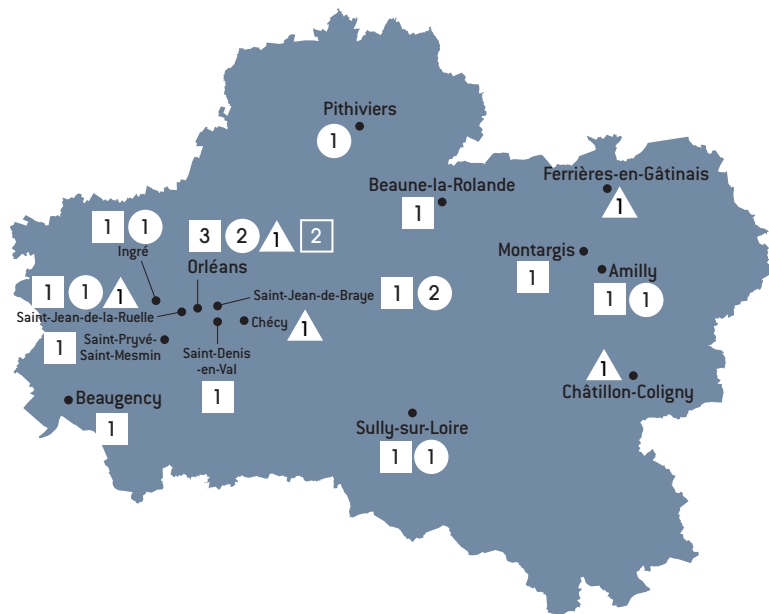 Pithiviers
1
Ferrières-en-Gâtinais
1
Beaune-la-Rolande
1
1 1
Ingré
3 2 1 2
Orléans
Montargis
1
Amilly
1 1
1 1 1
Saint-Jean-de-la-Ruelle
Saint-Jean-de-Braye
1 2
Chécy
1
1
Saint-Pryvé-
Saint-Mesmin
Saint-Denis
-en-Val
1
1
Châtillon-Coligny
Beaugency
1
Sully-sur-Loire
1 1